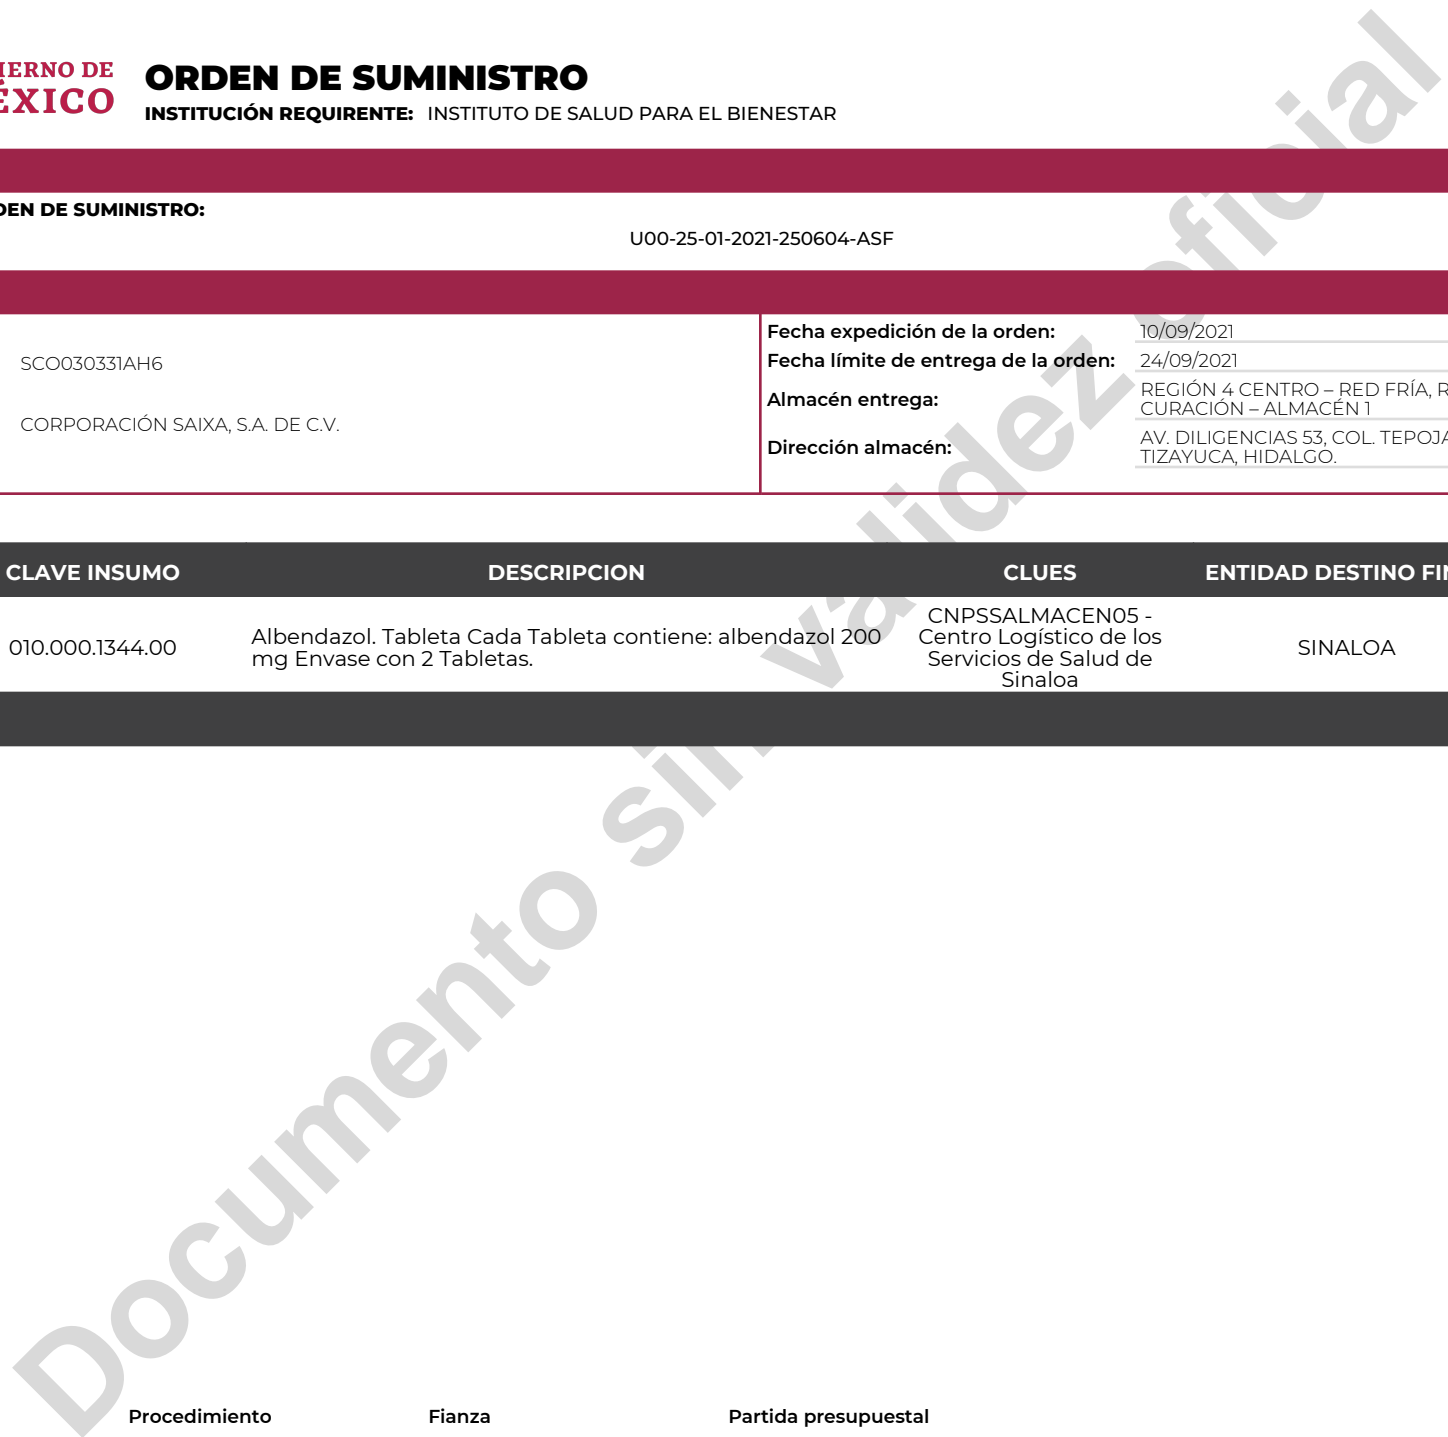 IERNO DE
ÉXICO
ORDEN DE SUMINISTRO
INSTITUCIÓN REQUIRENTE: INSTITUTO DE SALUD PARA EL BIENESTAR
DEN DE SUMINISTRO:
U00-25-01-2021-250604-ASF
SCO030331AH6
CORPORACIÓN SAIXA, S.A. DE C.V.
Fecha expedición de la orden: 10/09/2021
Fecha límite de entrega de la orden: 24/09/2021
Almacén entrega: REGIÓN 4 CENTRO – RED FRÍA, R
CURACIÓN – ALMACÉN 1
Dirección almacén: AV. DILIGENCIAS 53, COL. TEPOJA
TIZAYUCA, HIDALGO.
CLAVE INSUMO DESCRIPCION CLUES ENTIDAD DESTINO FIN
010.000.1344.00
Albendazol. Tableta Cada Tableta contiene: albendazol 200
mg Envase con 2 Tabletas.
CNPSSALMACEN05 -
Centro Logístico de los
Servicios de Salud de
Sinaloa
SINALOA
Documento sin validez oficial
Procedimiento Fianza Partida presupuestal